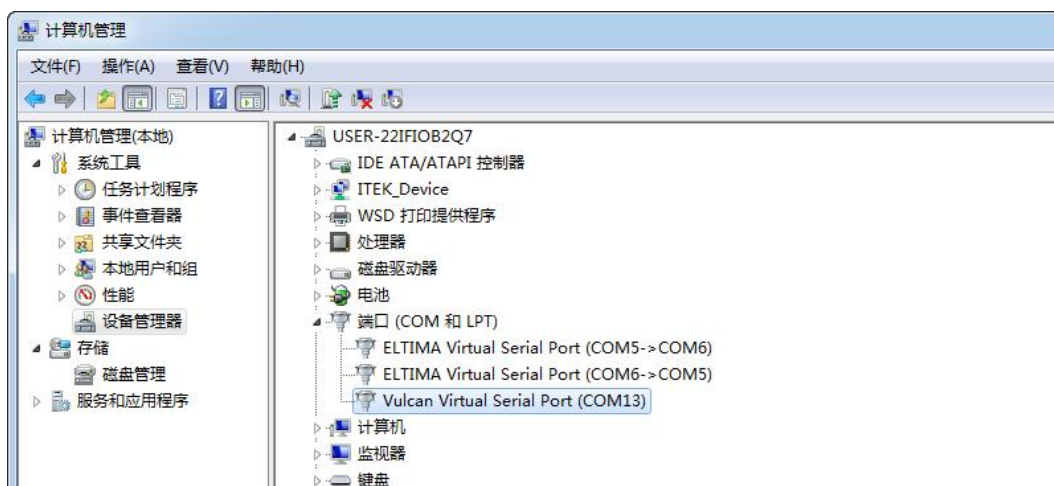 计算机管理
文件(F) 操作(A) 查看(V) 帮助(H)
计算机管理(本地)
系统工具
任务计划程序
事件查看器
共享文件夹
本地用户和组
性能
设备管理器
存储
磁盘管理
服务和应用程序
USER-22IFIOB2Q7
IDE ATA/ATAPI 控制器
ITEK_Device
WSD 打印提供程序
处理器
磁盘驱动器
电池
端口 (COM 和 LPT)
ELTIMA Virtual Serial Port (COM5->COM6)
ELTIMA Virtual Serial Port (COM6->COM5)
Vulcan Virtual Serial Port (COM13)
计算机
监视器
键盘